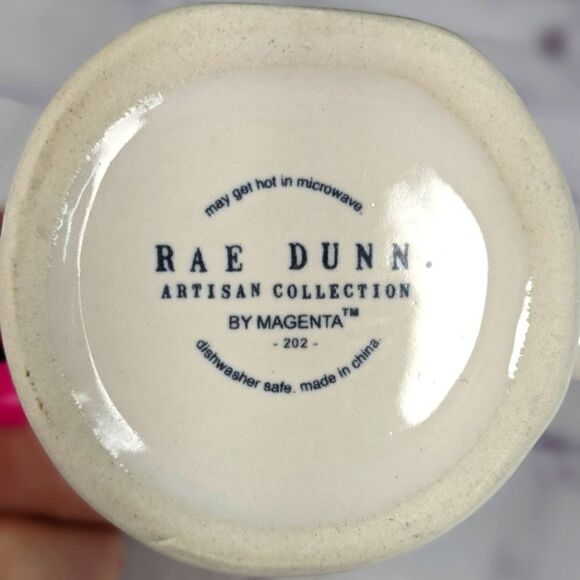 may get hot in microwave.
RAE DUNN.
ARTISAN COLLECTION
BY MAGENTA™
- 202 -
dishwasher safe. made in china.